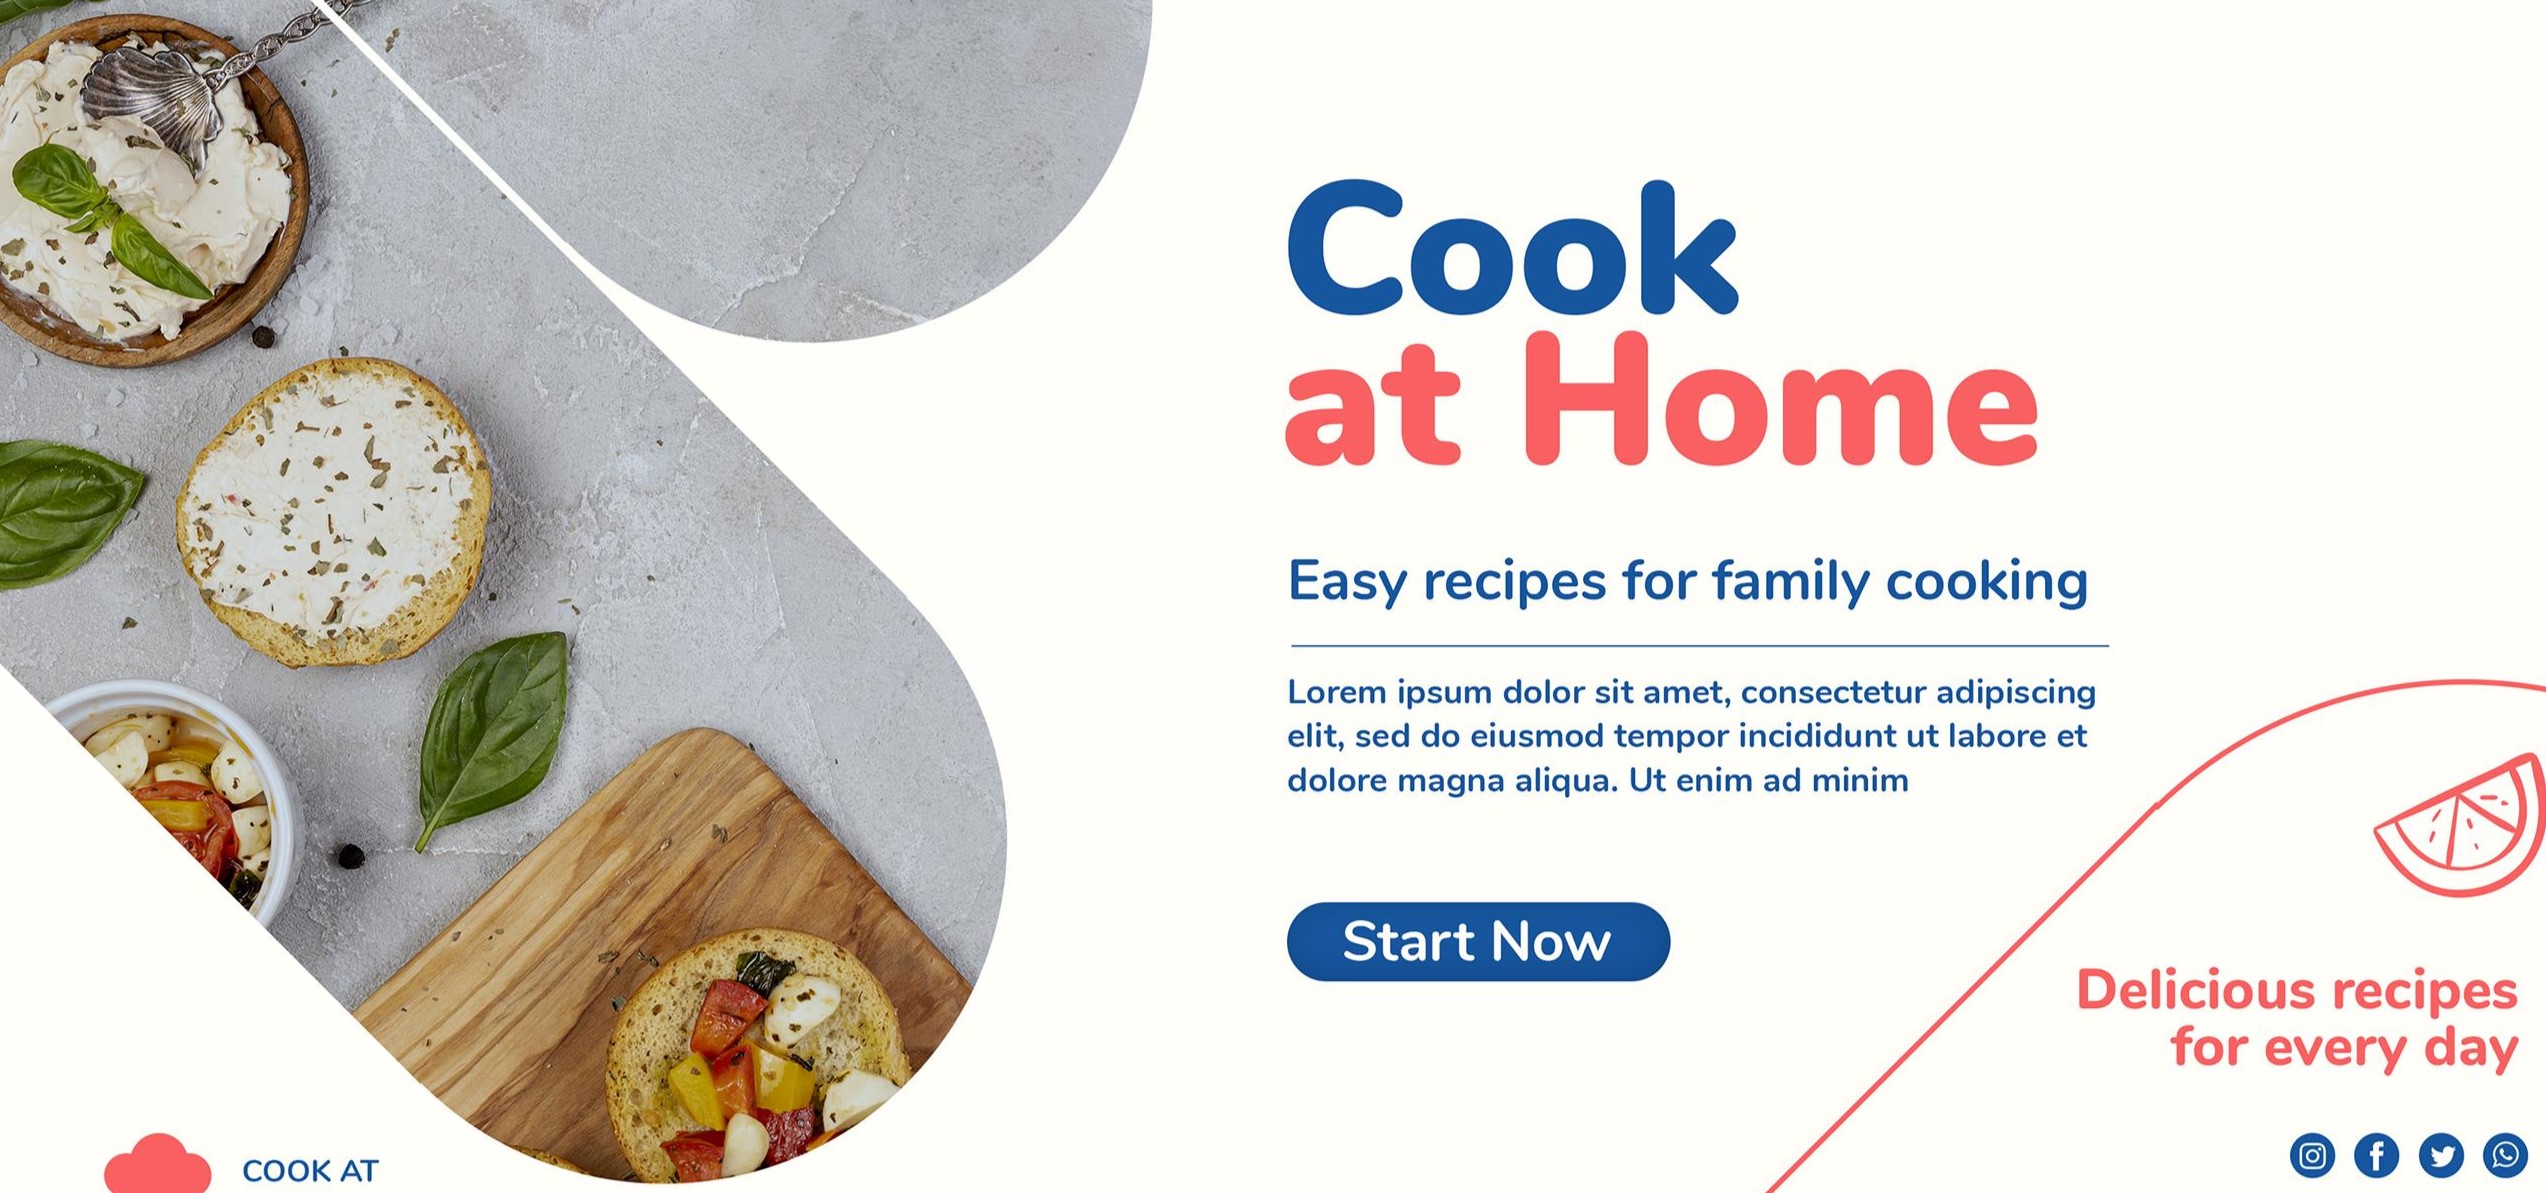 Cook
at Home
Easy recipes for family cooking
Lorem ipsum dolor sit amet, consectetur adipiscing
elit, sed do eiusmod tempor incididunt ut labore et
dolore magna aliqua. Ut enim ad minim
Start Now
Delicious recipes
for every day
COOK AT